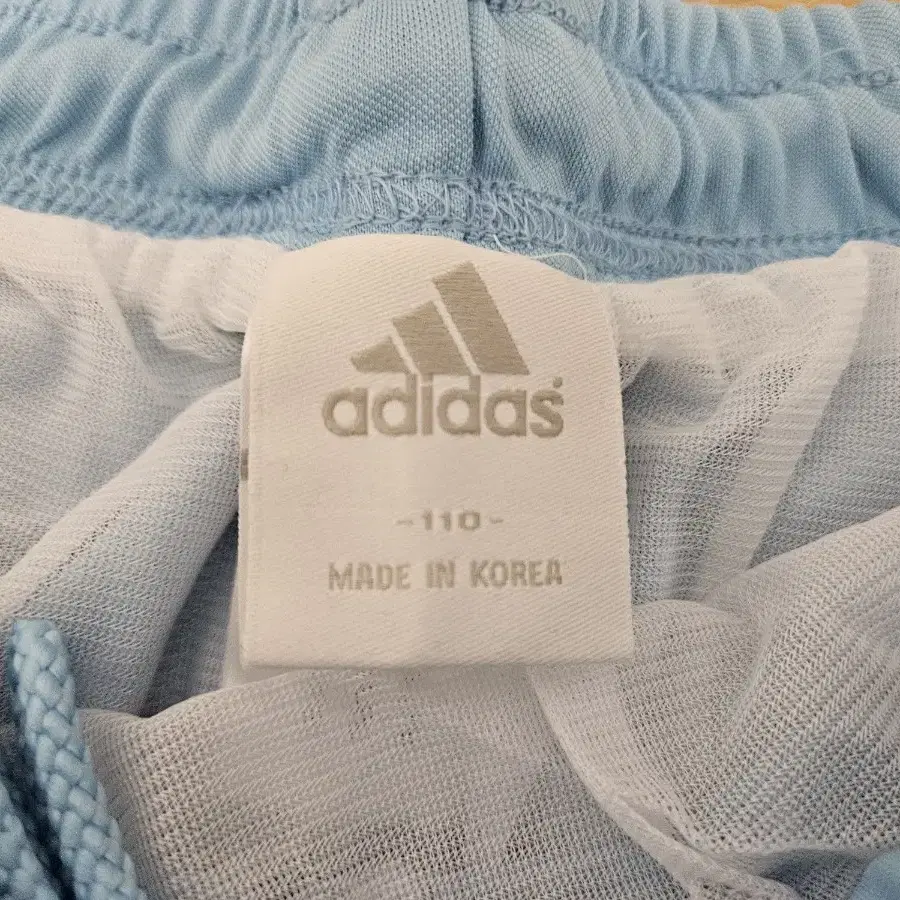 adidas
-110-
MADE IN KOREA